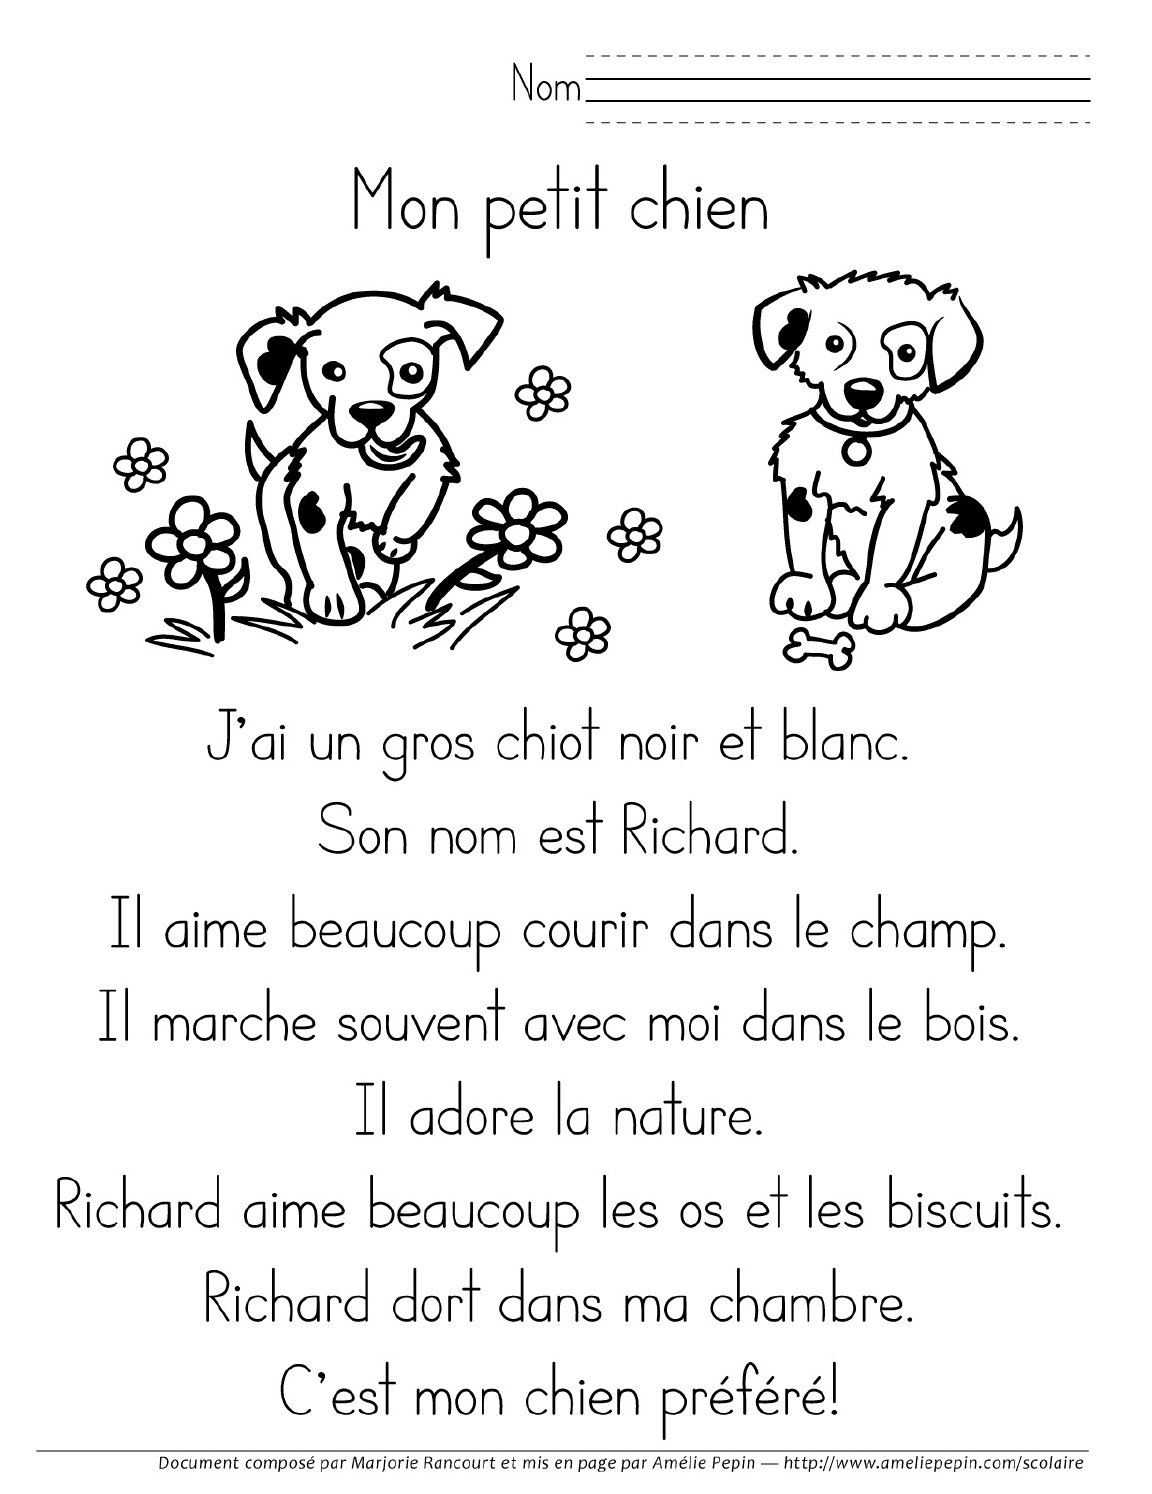 Nom
Mon petit chien
J'ai un gros chiot noir et blanc.
Son nom est Richard.
Il aime beaucoup courir dans le champ.
Il marche souvent avec moi dans le bois.
Il adore la nature.
Richard aime beaucoup les os et les biscuits.
Richard dort dans ma chambre.
C'est mon chien préféré!
Document composé par Marjorie Rancourt et mis en page par Amélie Pepin — http://www.ameliepepin.com/scolaire